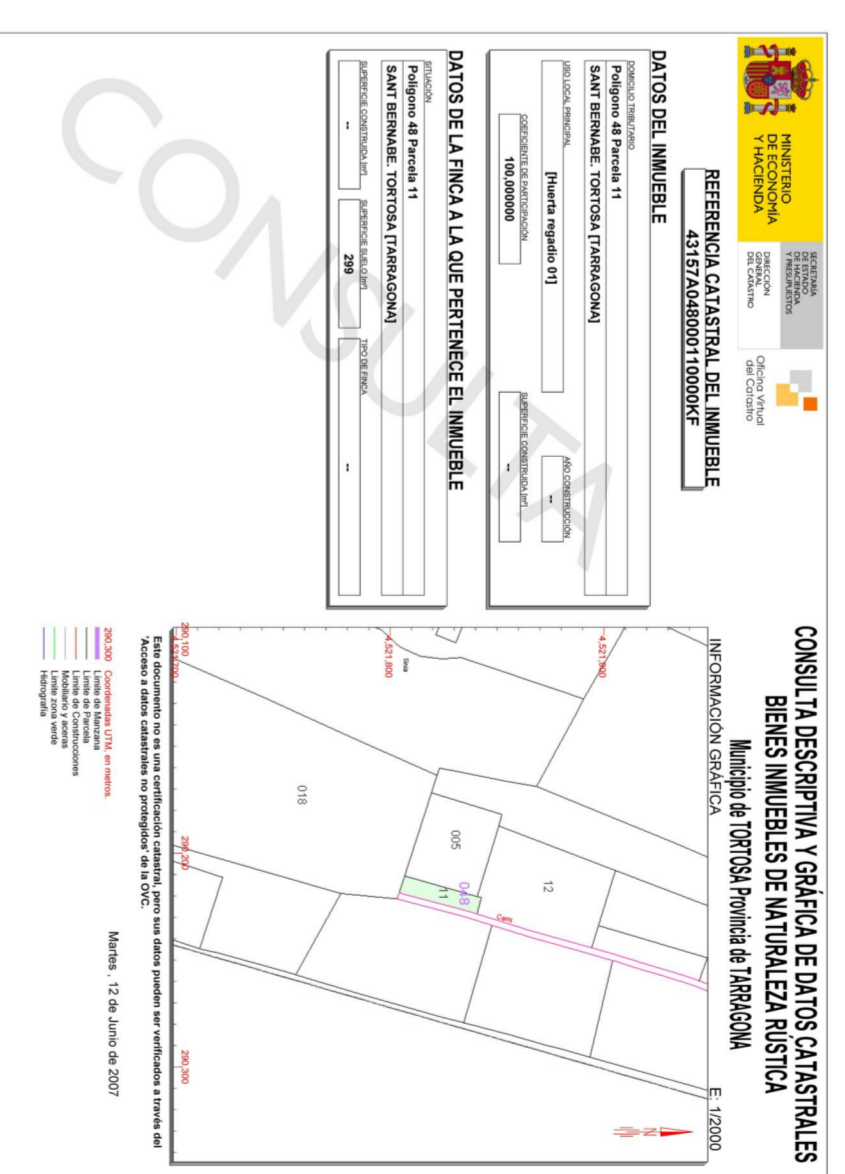 MINISTERIO
DE ECONOMÍA
Y HACIENDA
SECRETARÍA
DE ESTADO
DE HACIENDA
Y PRESUPUESTOS
DIRECCIÓN
GENERAL
DEL CATASTRO
Oficina Virtual
del Catastro
CONSULTA DESCRIPTIVA Y GRÁFICA DE DATOS CATASTRALES
BIENES INMUEBLES DE NATURALEZA RÚSTICA
Municipio de TORTOSA Provincia de TARRAGONA
REFERENCIA CATASTRAL DEL INMUEBLE
43157A048000110000KF
DATOS DEL INMUEBLE
DOMICILIO TRIBUTARIO
Polígono 48 Parcela 11
SANT BERNABE. TORTOSA [TARRAGONA]
USO LOCAL PRINCIPAL
[Huerta regadio 01]
AÑO CONSTRUCCIÓN
--
COEFICIENTE DE PARTICIPACIÓN
100,000000
SUPERFICIE CONSTRUIDA [m²]
--
DATOS DE LA FINCA A LA QUE PERTENECE EL INMUEBLE
SITUACIÓN
Polígono 48 Parcela 11
SANT BERNABE. TORTOSA [TARRAGONA]
SUPERFICIE CONSTRUIDA [m²]
--
SUPERFICIE SUELO [m²]
299
TIPO DE FINCA
--
CONSULTA
INFORMACIÓN GRÁFICA
E: 1/2000
N
4,521,900
4,521,800
4,521,700
290,100
290,200
290,300
Sínia
12
Camí
005
048
11
018
Este documento no es una certificación catastral, pero sus datos pueden ser verificados a través del
'Acceso a datos catastrales no protegidos' de la OVC.
290,300 Coordenadas UTM, en metros.
Límite de Manzana
Límite de Parcela
Límite de Construcciones
Mobiliario y aceras
Límite zona verde
Hidrografía
Martes , 12 de Junio de 2007